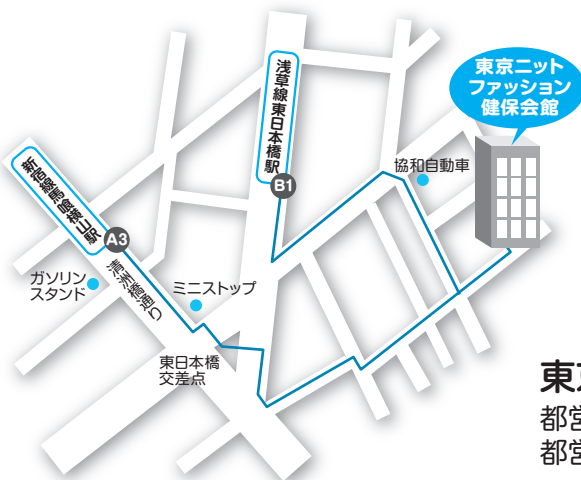 東京ニット
ファッション
健保会館
浅草線東日本橋駅
B1
協和自動車
新宿線馬喰横山駅
A3
清洲橋通り
ガソリン
スタンド
ミニストップ
東日本橋
交差点
東京
都営
都営